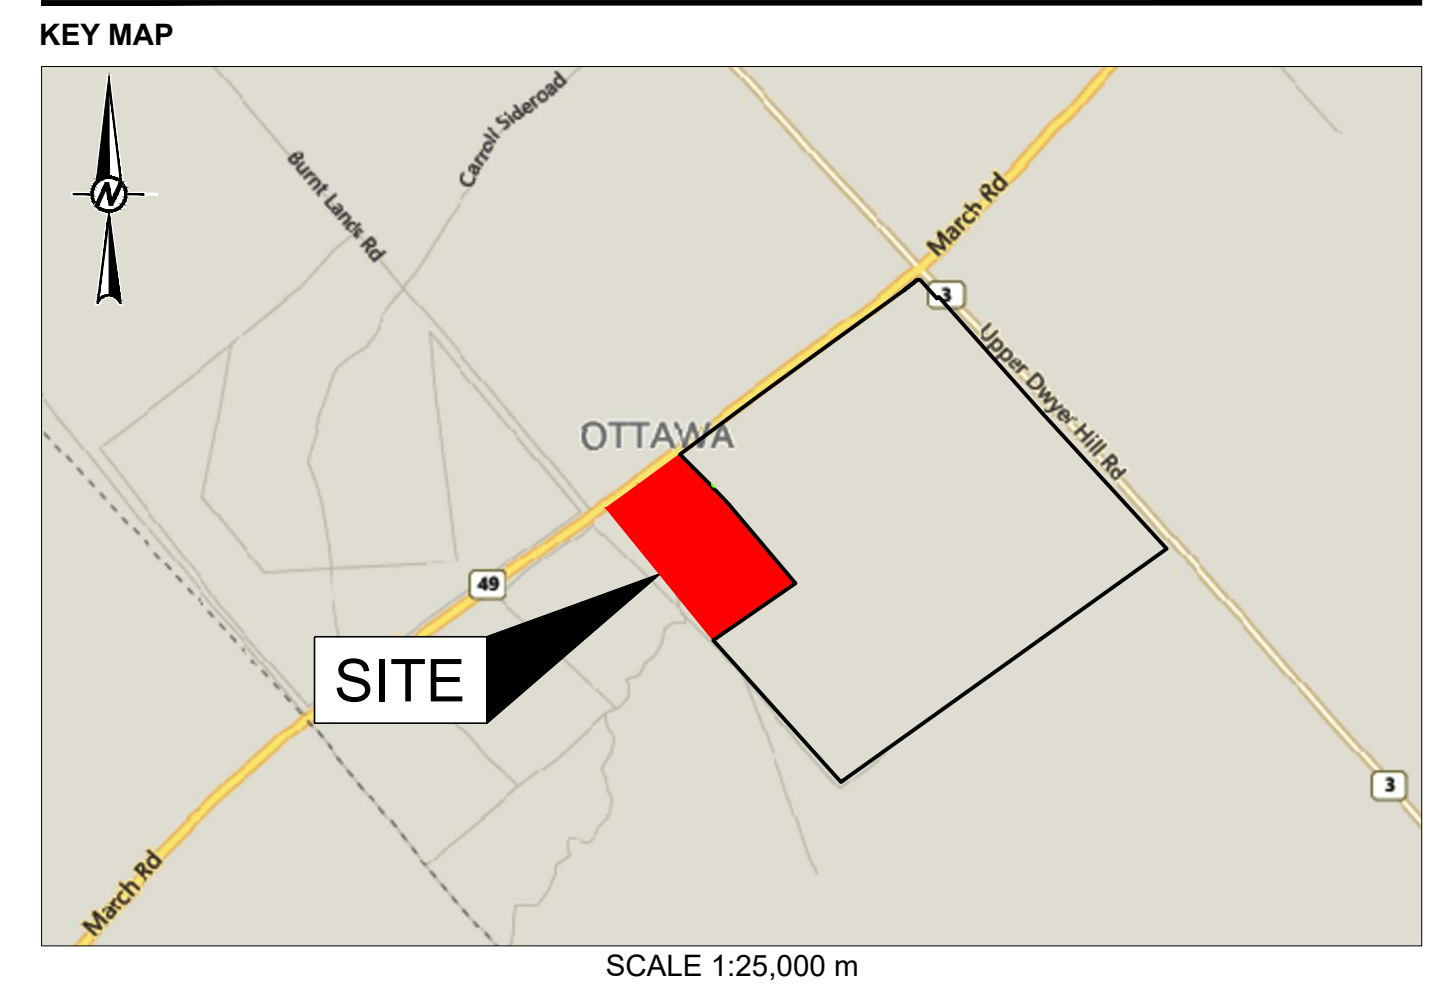 KEY MAP
N
Carroll Sideroad
Burnt Lands Rd
March Rd
3
Upper Dwyer Hill Rd
OTTAWA
49
SITE
3
March Rd
SCALE 1:25,000 m